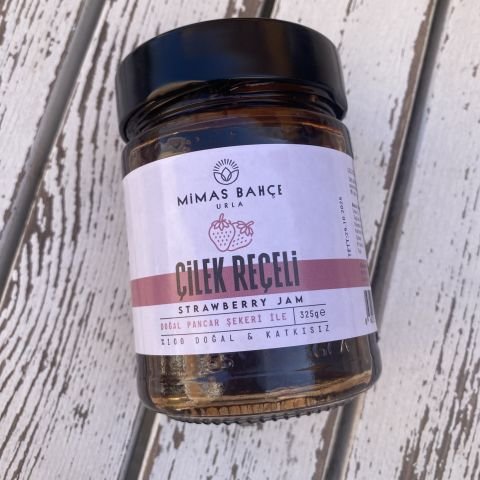 MİMAS BAHÇE
URLA
ÇİLEK REÇELİ
STRAWBERRY JAM
DOĞAL PANCAR ŞEKERİ İLE 325g℮
%100 DOĞAL & KATKISIZ